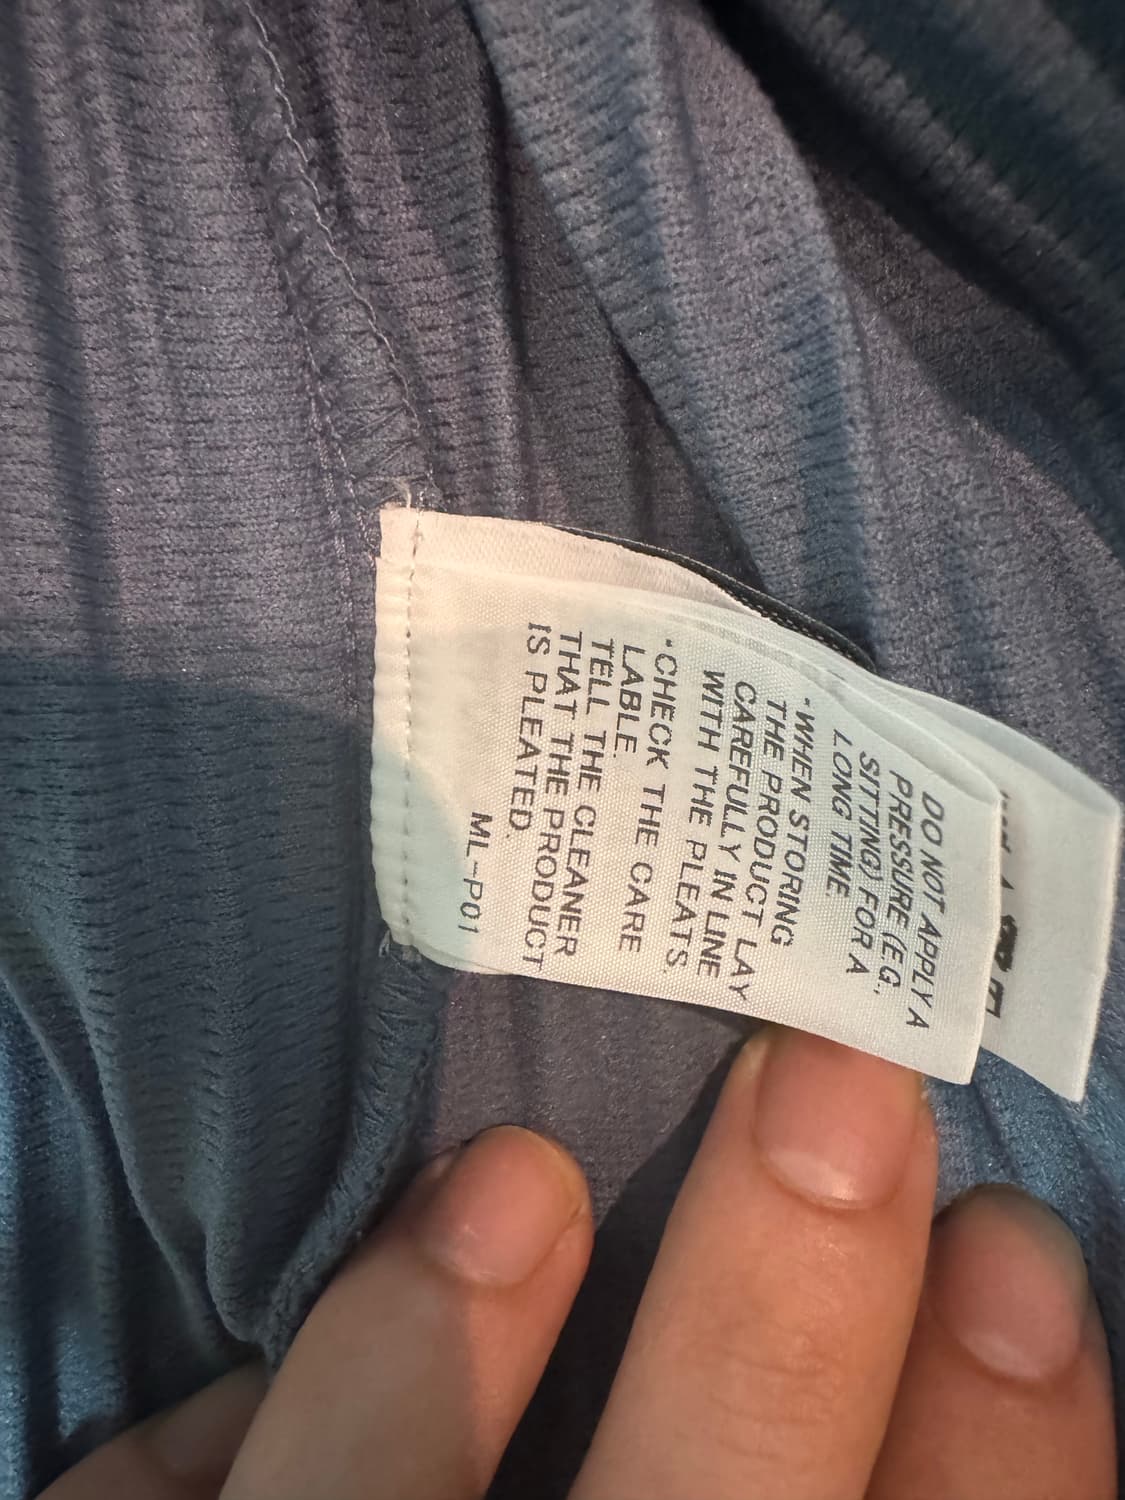 DO NOT APPLY A
PRESSURE (E.G.,
SITTING) FOR A
LONG TIME.
"WHEN STORING
THE PRODUCT LAY
CAREFULLY IN LINE
WITH THE PLEATS.
"CHECK THE CARE
LABLE.
TELL THE CLEANER
THAT THE PRODUCT
IS PLEATED.
ML-P01